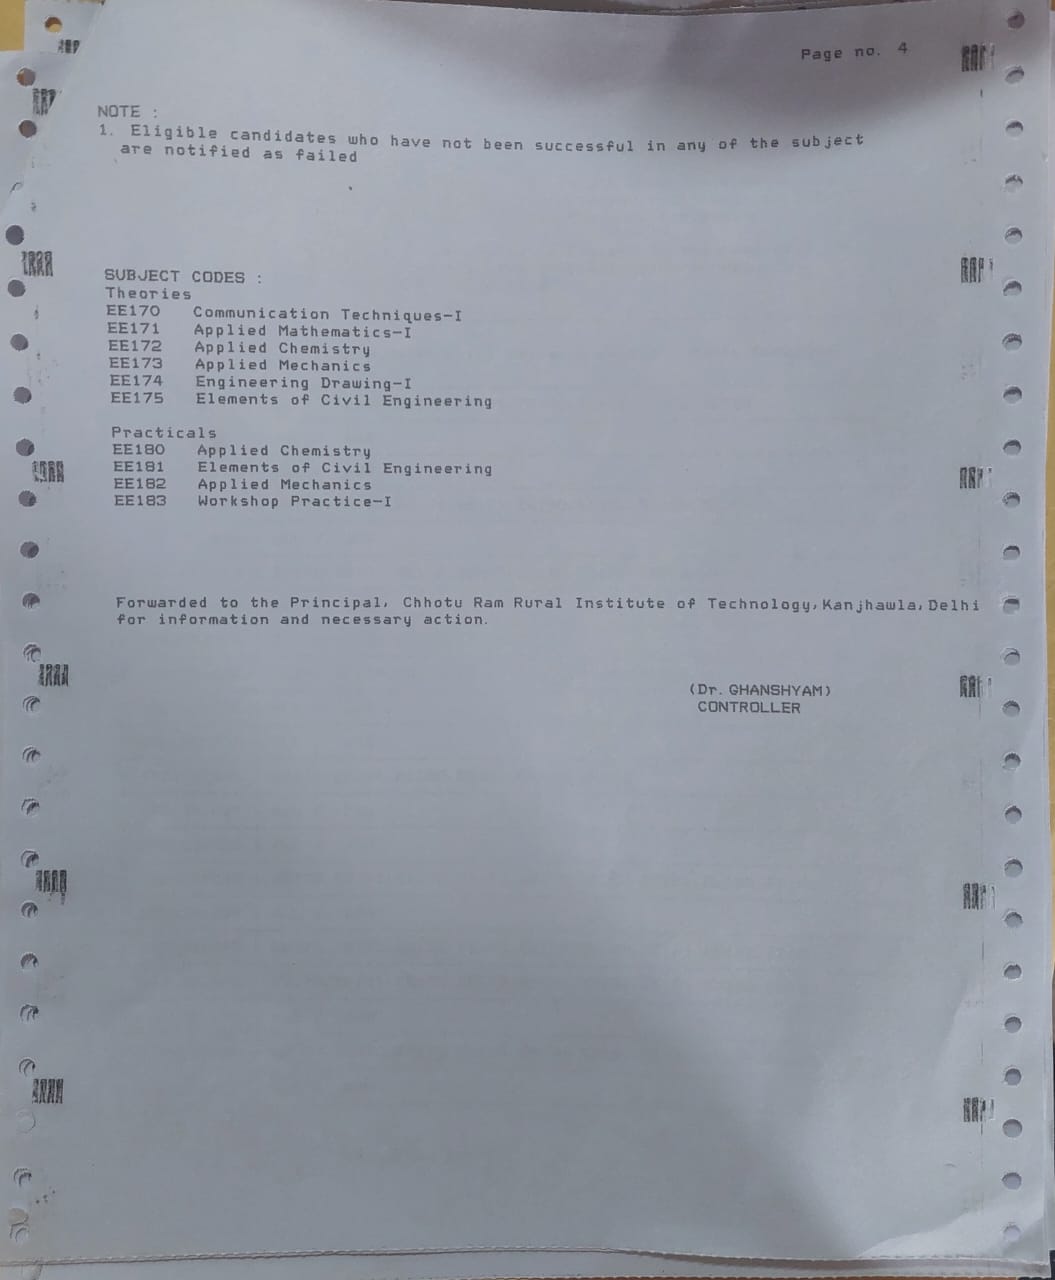 Page no. 4
NOTE :
1. Eligible candidates who have not been successful in any of the subject
are notified as failed
SUBJECT CODES :
Theories
EE170 Communication Techniques-I
EE171 Applied Mathematics-I
EE172 Applied Chemistry
EE173 Applied Mechanics
EE174 Engineering Drawing-I
EE175 Elements of Civil Engineering
Practicals
EE180 Applied Chemistry
EE181 Elements of Civil Engineering
EE182 Applied Mechanics
EE183 Workshop Practice-I
Forwarded to the Principal, Chhotu Ram Rural Institute of Technology,Kanjhawla,Delhi
for information and necessary action.
(Dr. GHANSHYAM)
CONTROLLER